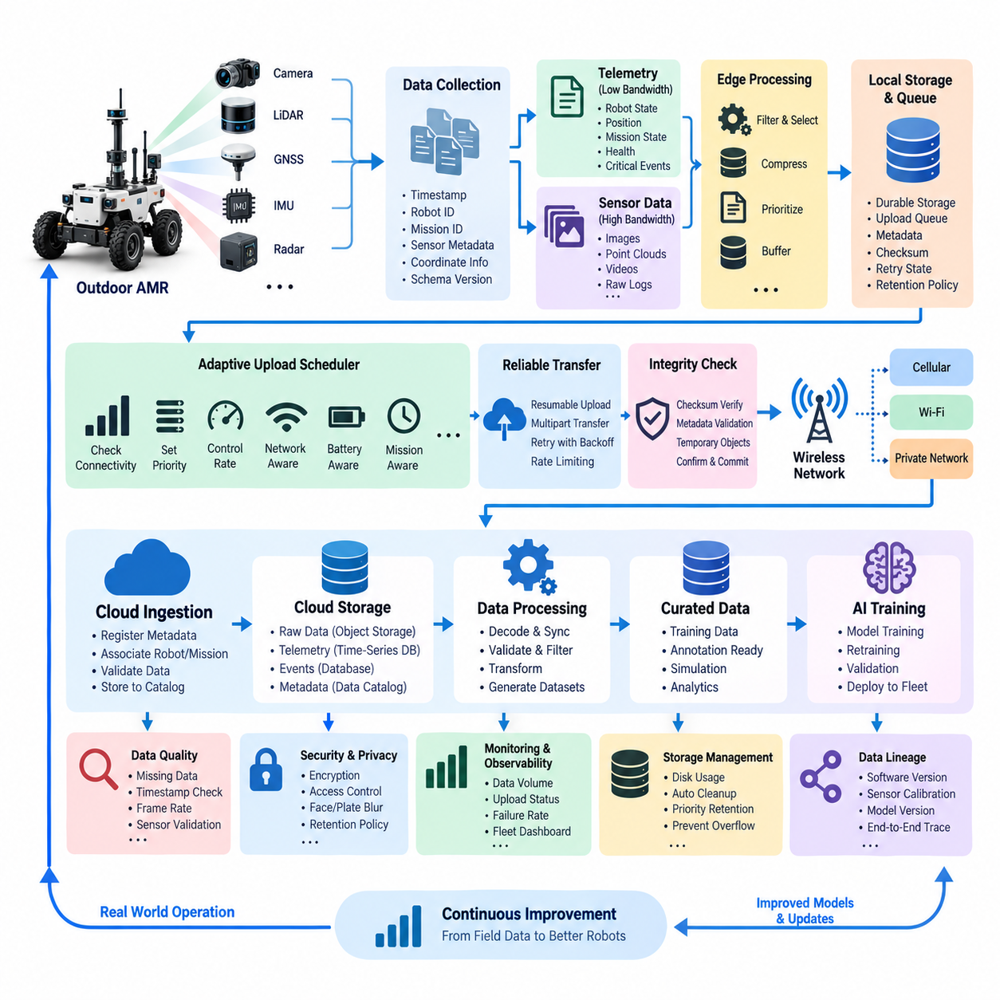 Camera
LiDAR
GNSS
IMU
IMU
Radar
...
Outdoor AMR
Data Collection
• Timestamp
• Robot ID
• Mission ID
• Sensor Metadata
• Coordinate Info
• Schema Version
Telemetry
(Low Bandwidth)
• Robot State
• Position
• Mission State
• Health
• Critical Events
Sensor Data
(High Bandwidth)
• Images
• Point Clouds
• Videos
• Raw Logs
...
Edge Processing
Filter & Select
Compress
Prioritize
Buffer
...
Local Storage
& Queue
• Durable Storage
• Upload Queue
• Metadata
• Checksum
• Retry State
• Retention Policy
Adaptive Upload Scheduler
Check
Connectivity
Set
Priority
Control
Rate
Network
Aware
Battery
Aware
Mission
Aware
...
Reliable Transfer
Resumable Upload
Multipart Transfer
Retry with Backoff
Rate Limiting
Integrity Check
Checksum Verify
Metadata Validation
Temporary Objects
Confirm & Commit
Wireless
Network
Cellular
Wi-Fi
Private Network
Cloud Ingestion
• Register Metadata
• Associate Robot/Mission
• Validate Data
• Store to Catalog
Cloud Storage
• Raw Data (Object Storage)
• Telemetry (Time-Series DB)
• Events (Database)
• Metadata (Data Catalog)
Data Processing
• Decode & Sync
• Validate & Filter
• Transform
• Generate Datasets
Curated Data
• Training Data
• Annotation Ready
• Simulation
• Analytics
AI Training
• Model Training
• Retraining
• Validation
• Deploy to Fleet
Data Quality
• Missing Data
• Timestamp Check
• Frame Rate
• Sensor Validation
...
Security & Privacy
• Encryption
• Access Control
• Face/Plate Blur
• Retention Policy
...
Monitoring &
Observability
• Data Volume
• Upload Status
• Failure Rate
• Fleet Dashboard
...
Storage Management
• Disk Usage
• Auto Cleanup
• Priority Retention
• Prevent Overflow
...
Data Lineage
• Software Version
• Sensor Calibration
• Model Version
• End-to-End Trace
...
Real World Operation
Continuous Improvement
From Field Data to Better Robots
Improved Models
& Updates